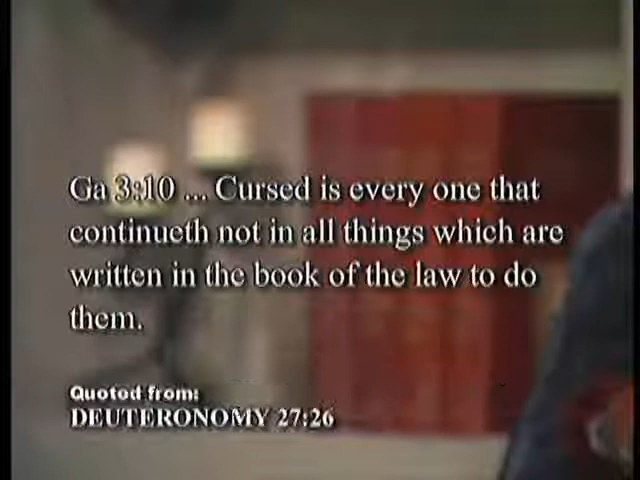 Ga 3:10 ... Cursed is every one that
continueth not in all things which are
written in the book of the law to do
them.
Quoted from:
DEUTERONOMY 27:26